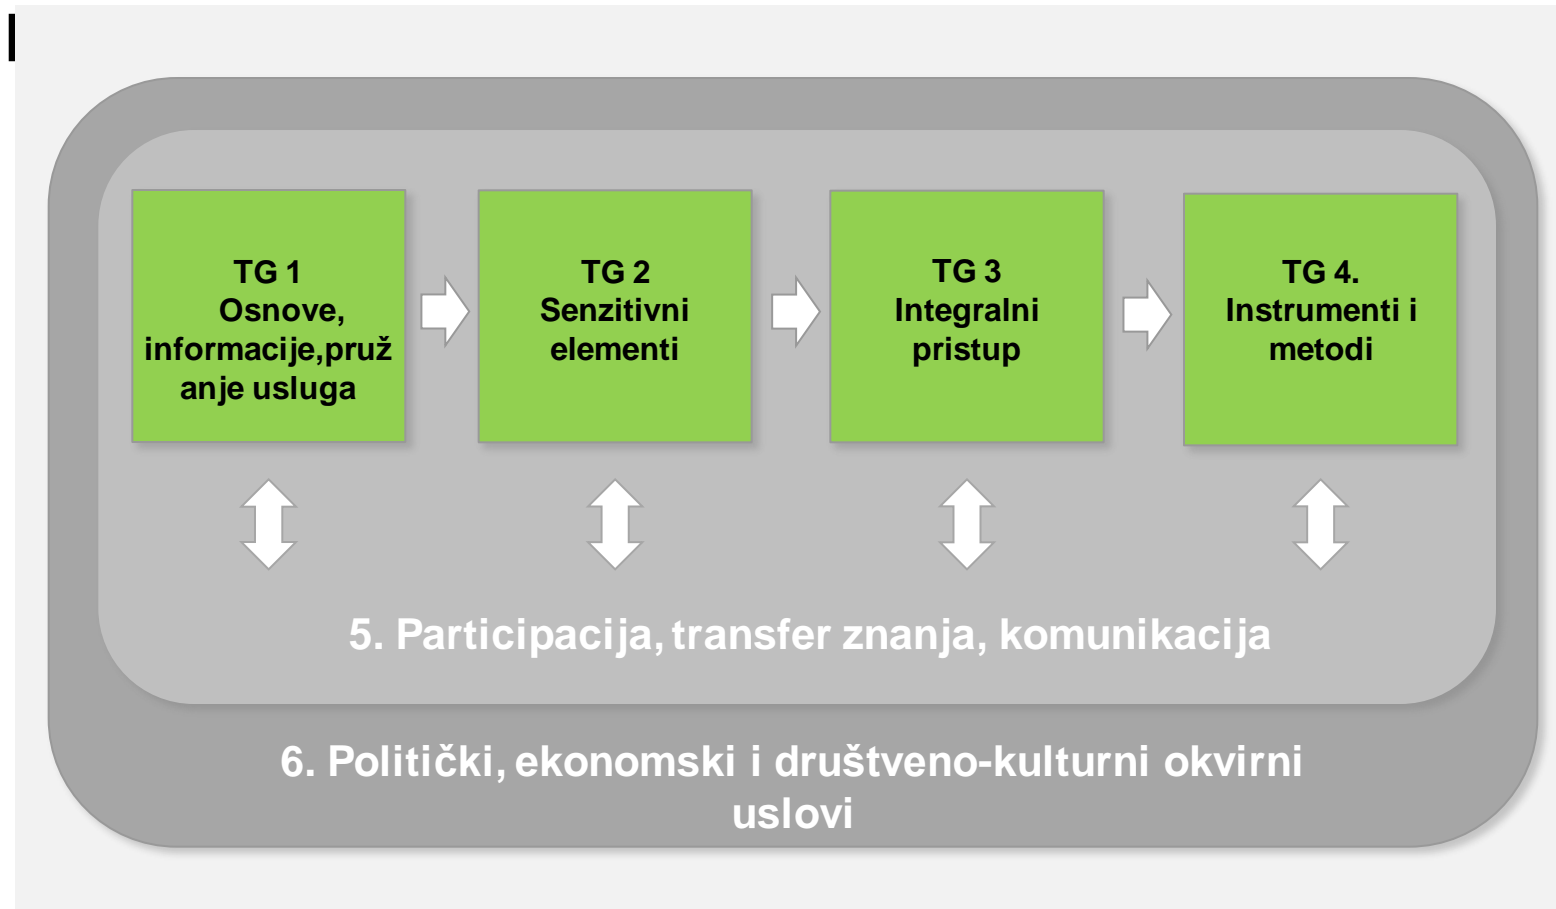 TG 1
Osnove,
informacije,pruž
anje usluga
TG 2
Senzitivni
elementi
TG 3
Integralni
pristup
TG 4.
Instrumenti i
metodi
5. Participacija, transfer znanja, komunikacija
6. Politički, ekonomski i društveno-kulturni okvirni
uslovi